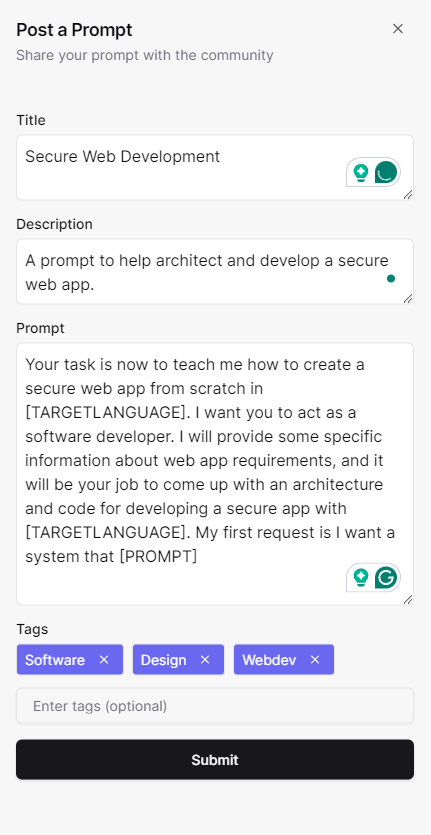 Post a Prompt
Share your prompt with the community
Title
Secure Web Development
Description
A prompt to help architect and develop a secure
web app.
Prompt
Your task is now to teach me how to create a
secure web app from scratch in
[TARGETLANGUAGE]. I want you to act as a
software developer. I will provide some specific
information about web app requirements, and it
will be your job to come up with an architecture
and code for developing a secure app with
[TARGETLANGUAGE]. My first request is I want a
system that [PROMPT]
Tags
Software Design Webdev
Enter tags (optional)
Submit